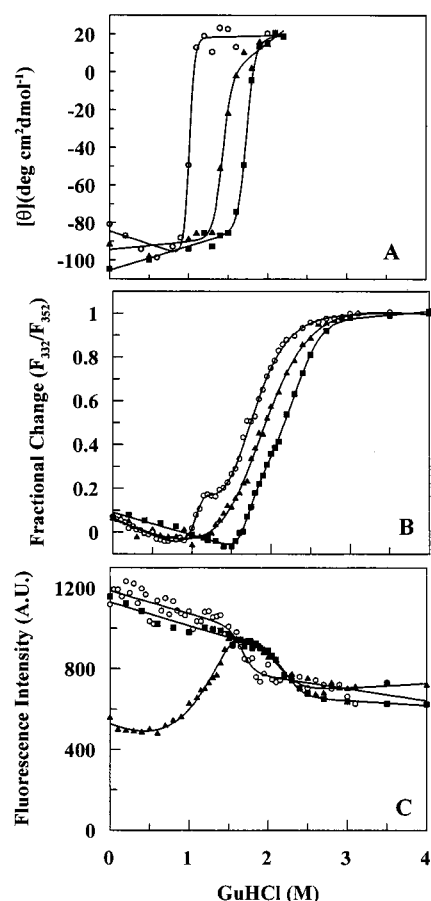 20
0
-20
-40
-60
-80
-100
[θ](deg cm²dmol⁻¹)
A
1
0.8
0.6
0.4
0.2
0
Fractional Change (F₃₃₂/F₃₅₂)
B
1200
800
400
0
Fluorescence Intensity (A.U.)
C
0 1 2 3 4
GuHCl (M)